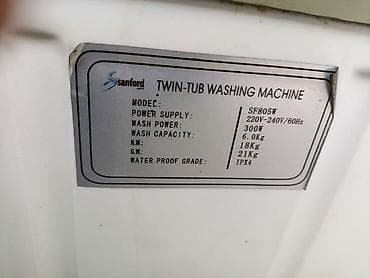 sanford TWIN-TUB WASHING MACHINE
MODEL: SF805W
POWER SUPPLY: 220V-240V/60Hz
WASH POWER: 300W
WASH CAPACITY: 6.0Kg
N.W: 18Kg
G.W: 21Kg
WATER PROOF GRADE: IPX4